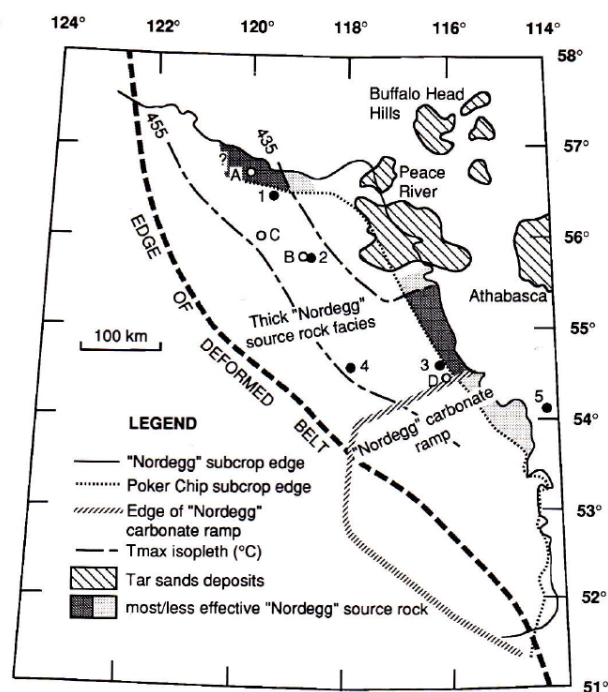 124°
122°
120°
118°
116°
114°
58°
57°
56°
55°
54°
53°
52°
51°
Buffalo Head
Hills
Peace
River
Athabasca
455
435
?
A
1
C
B
2
3
D
4
5
EDGE OF DEFORMED BELT
Thick "Nordegg"
source rock facies
"Nordegg" carbonate
ramp
100 km
LEGEND
"Nordegg" subcrop edge
Poker Chip subcrop edge
Edge of "Nordegg"
carbonate ramp
Tmax isopleth (°C)
Tar sands deposits
most/less effective "Nordegg" source rock